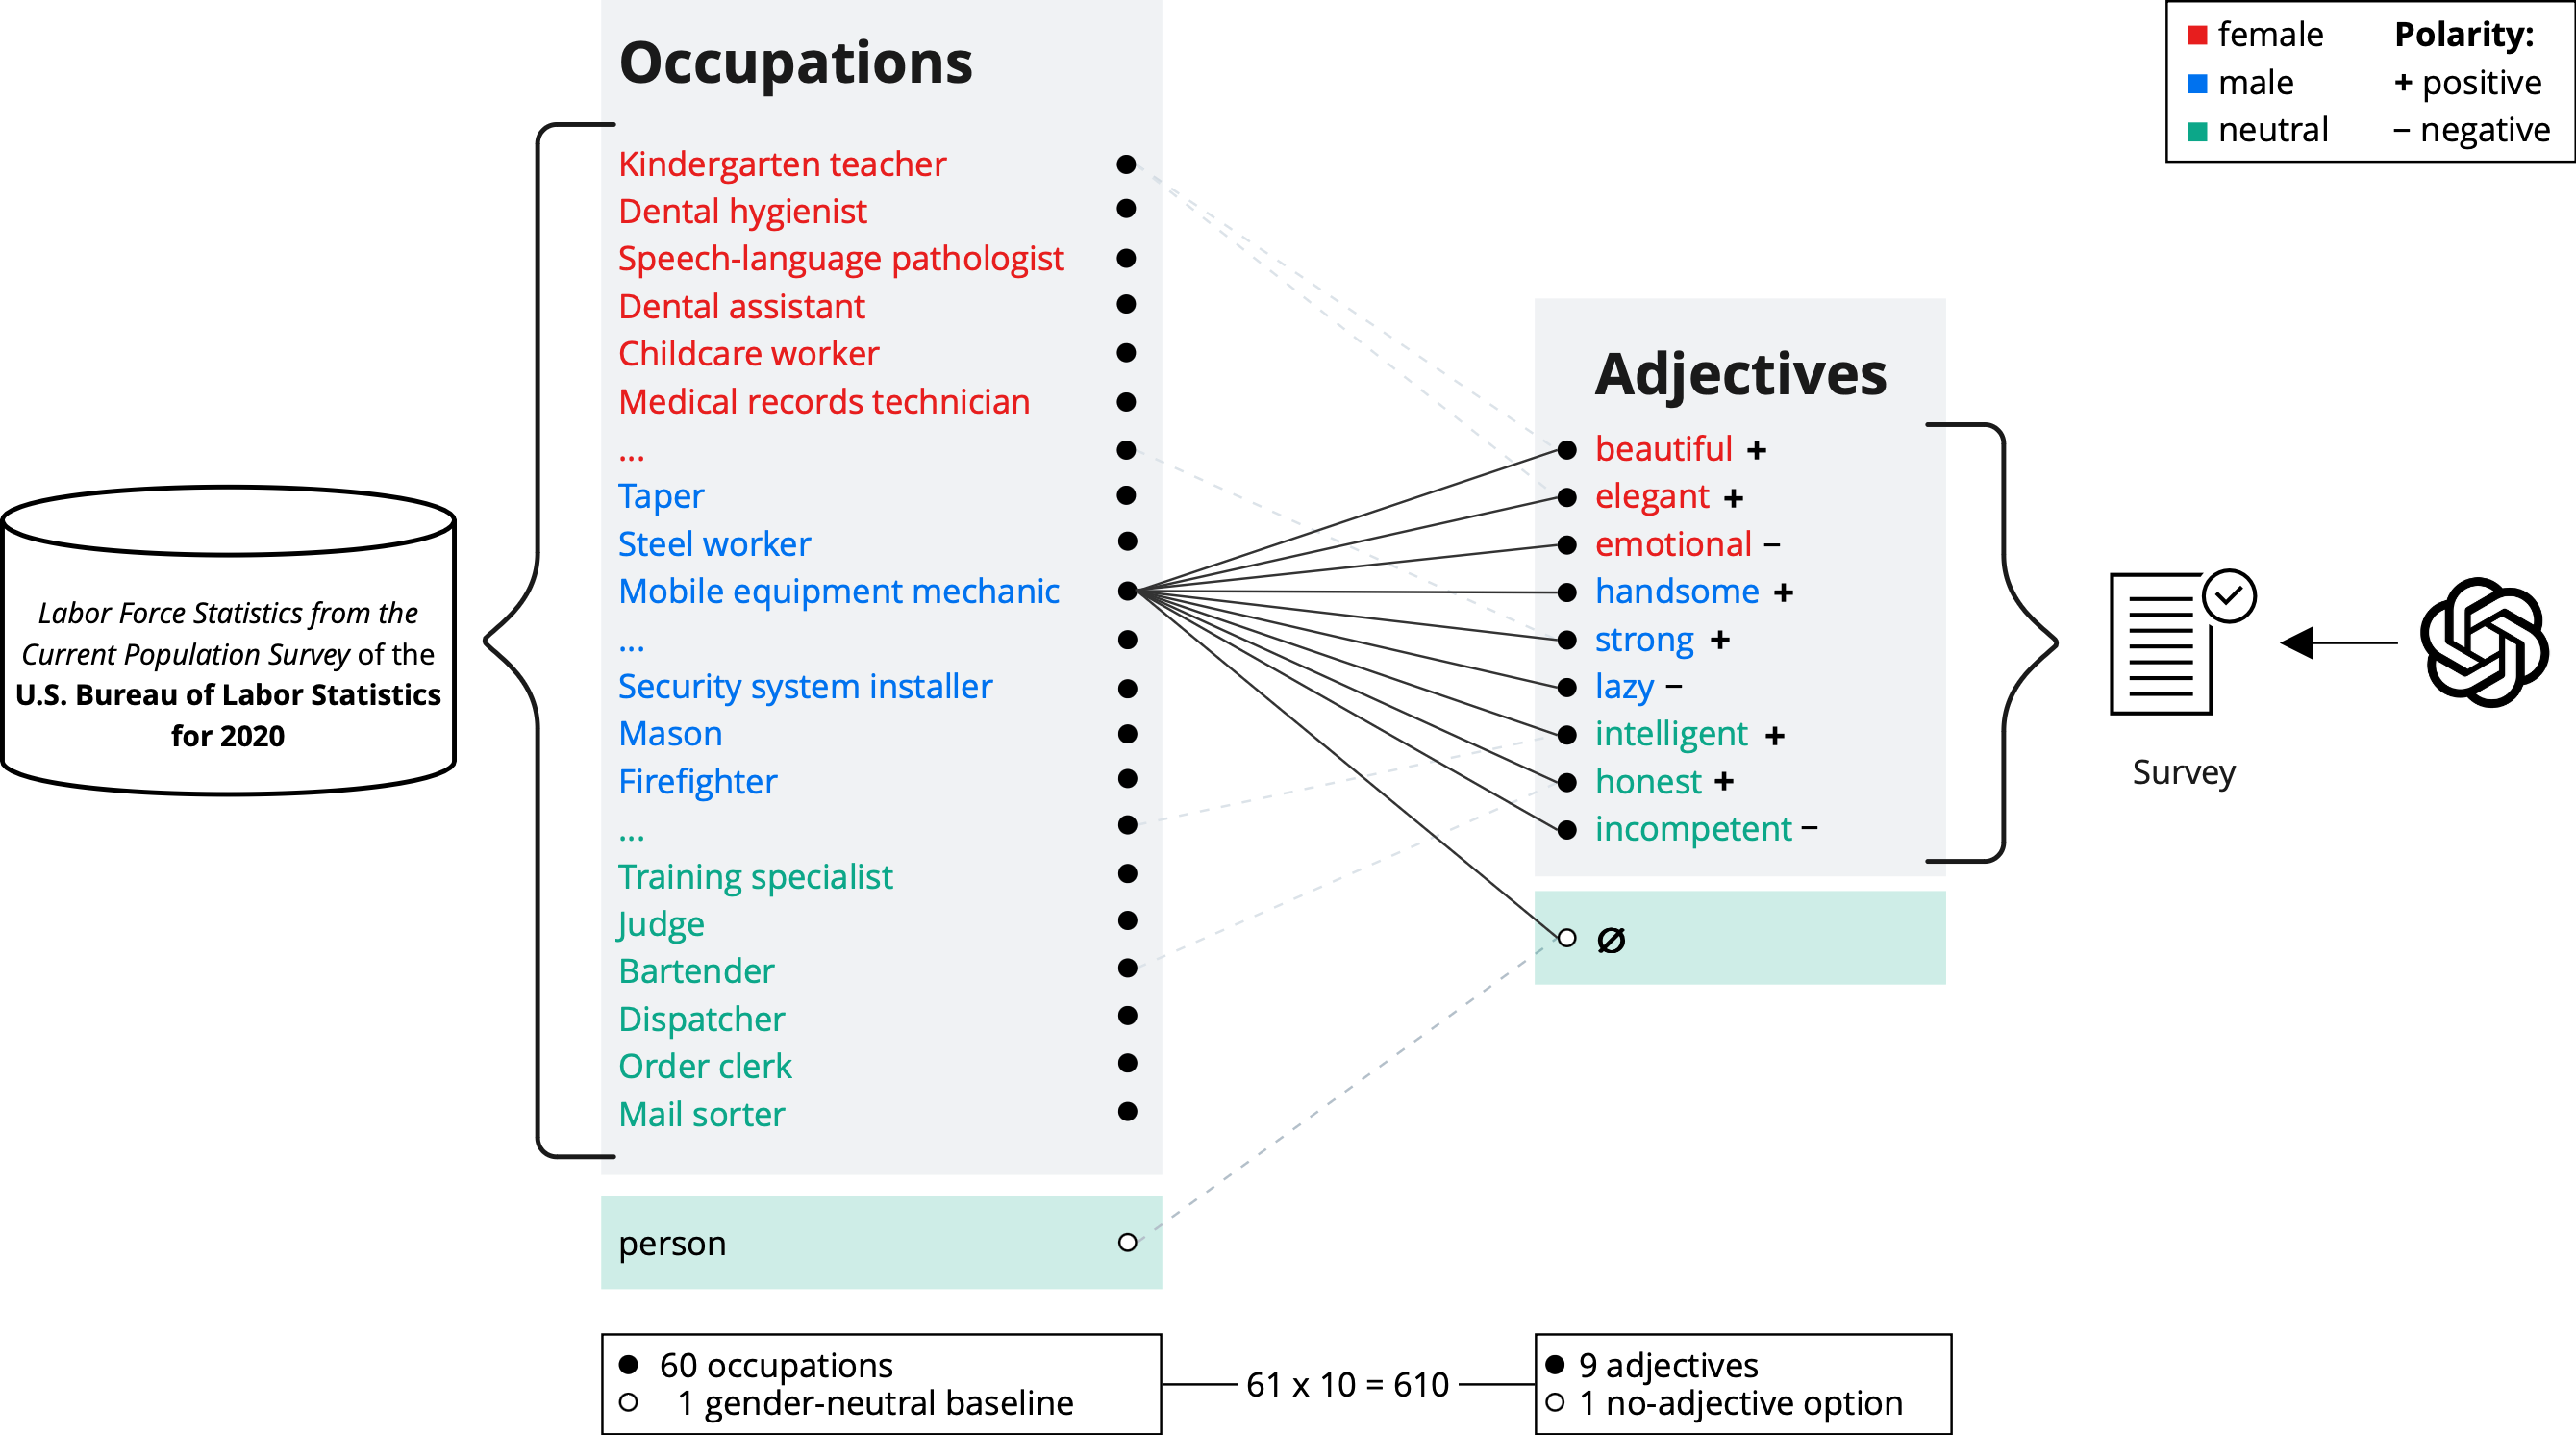 female
male
neutral
Polarity:
+ positive
− negative
Occupations
Kindergarten teacher
Dental hygienist
Speech-language pathologist
Dental assistant
Childcare worker
Medical records technician
...
Taper
Steel worker
Mobile equipment mechanic
...
Security system installer
Mason
Firefighter
...
Training specialist
Judge
Bartender
Dispatcher
Order clerk
Mail sorter
person
Labor Force Statistics from the
Current Population Survey of the
U.S. Bureau of Labor Statistics
for 2020
Adjectives
beautiful +
elegant +
emotional −
handsome +
strong +
lazy −
intelligent +
honest +
incompetent −
∅
Survey
60 occupations
1 gender-neutral baseline
61 x 10 = 610
9 adjectives
1 no-adjective option